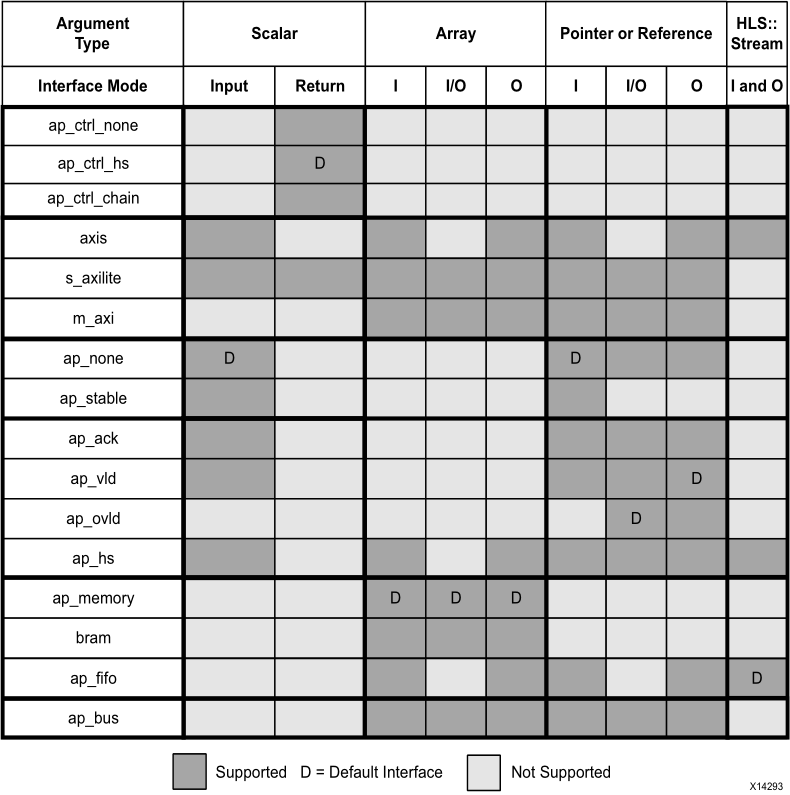 Argument Type Scalar Array Pointer or Reference HLS:: Stream
Interface Mode Input Return I I/O O I I/O O I and O
ap_ctrl_none
ap_ctrl_hs D
ap_ctrl_chain
axis
s_axilite
m_axi
ap_none D D
ap_stable
ap_ack
ap_vld D
ap_ovld D
ap_hs
ap_memory D D D
bram
ap_fifo D
ap_bus
Supported D = Default Interface Not Supported
X14293